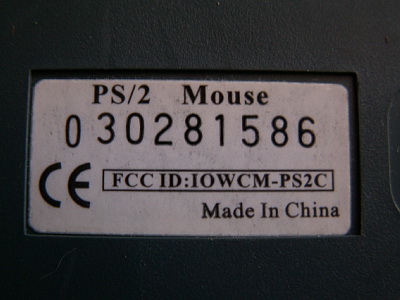 PS/2 Mouse
030281586
CE FCC ID:IOWCM-PS2C
Made In China